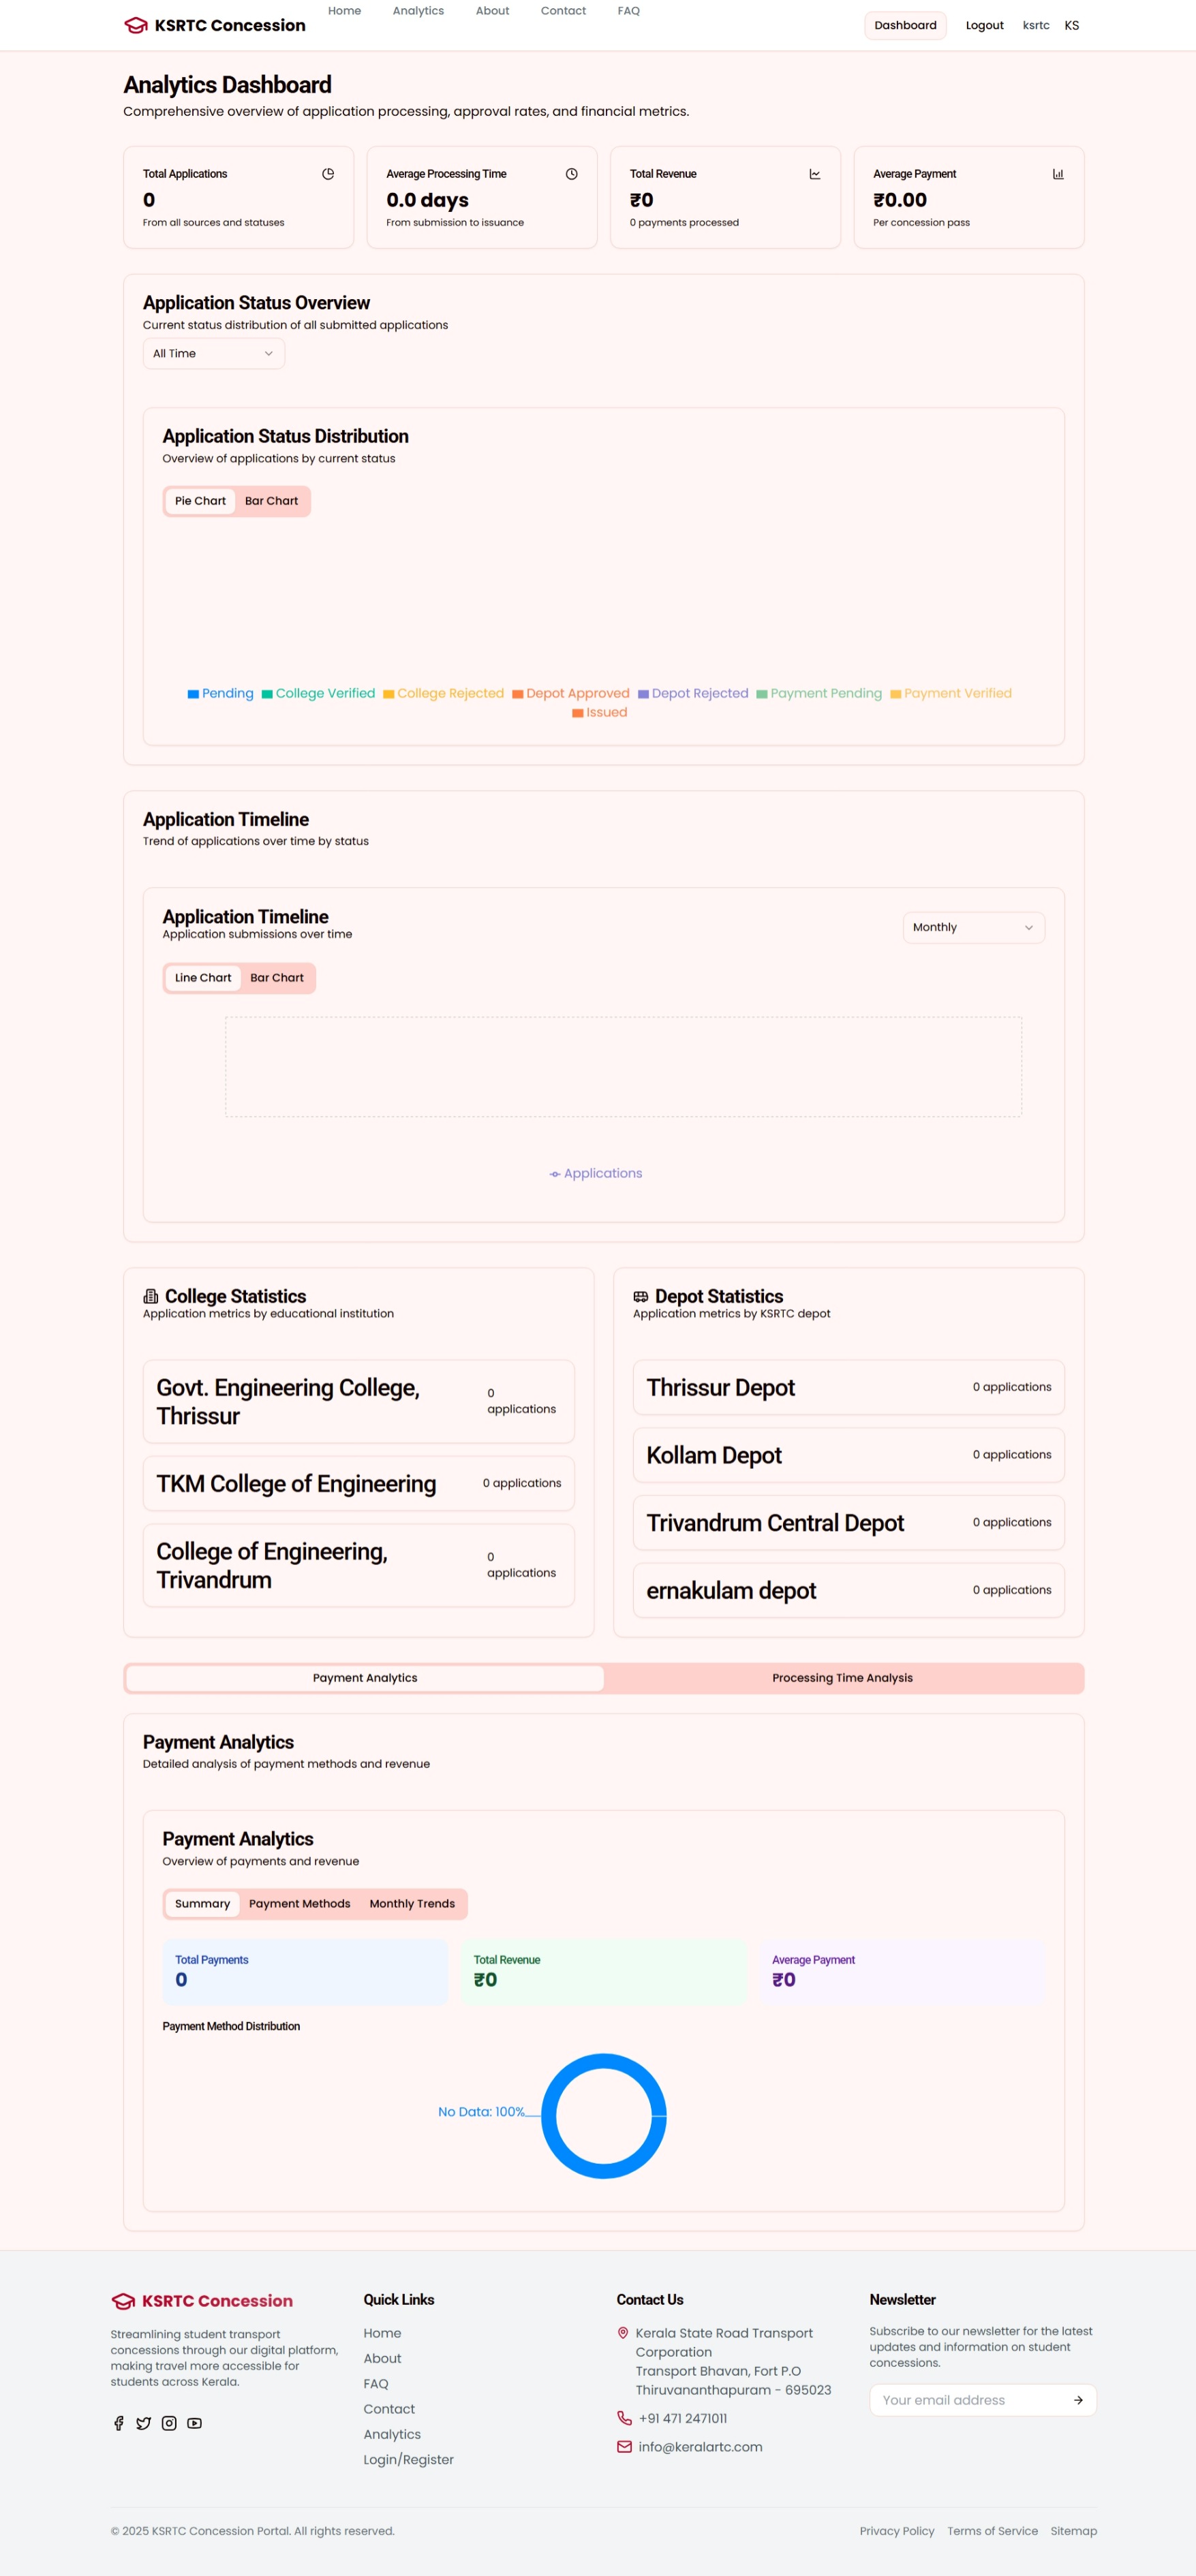 KSRTC Concession
Home
Analytics
About
Contact
FAQ
Dashboard
Logout
ksrtc
KS
Analytics Dashboard
Comprehensive overview of application processing, approval rates, and financial metrics.
Total Applications
0
From all sources and statuses
Average Processing Time
0.0 days
From submission to issuance
Total Revenue
₹0
0 payments processed
Average Payment
₹0.00
Per concession pass
Application Status Overview
Current status distribution of all submitted applications
All Time
Application Status Distribution
Overview of applications by current status
Pie Chart
Bar Chart
Pending College Verified College Rejected Depot Approved Depot Rejected Payment Pending Payment Verified
Issued
Application Timeline
Trend of applications over time by status
Application Timeline
Application submissions over time
Monthly
Line Chart
Bar Chart
Applications
College Statistics
Application metrics by educational institution
Govt. Engineering College,
Thrissur
0
applications
TKM College of Engineering
0 applications
College of Engineering,
Trivandrum
0
applications
Depot Statistics
Application metrics by KSRTC depot
Thrissur Depot
0 applications
Kollam Depot
0 applications
Trivandrum Central Depot
0 applications
ernakulam depot
0 applications
Payment Analytics
Processing Time Analysis
Payment Analytics
Detailed analysis of payment methods and revenue
Payment Analytics
Overview of payments and revenue
Summary
Payment Methods
Monthly Trends
Total Payments
0
Total Revenue
₹0
Average Payment
₹0
Payment Method Distribution
No Data: 100%
KSRTC Concession
Streamlining student transport
concessions through our digital platform,
making travel more accessible for
students across Kerala.
Quick Links
Home
About
FAQ
Contact
Analytics
Login/Register
Contact Us
Kerala State Road Transport
Corporation
Transport Bhavan, Fort P.O
Thiruvananthapuram - 695023
+91 471 2471011
info@keralartc.com
Newsletter
Subscribe to our newsletter for the latest
updates and information on student
concessions.
Your email address
© 2025 KSRTC Concession Portal. All rights reserved.
Privacy Policy
Terms of Service
Sitemap